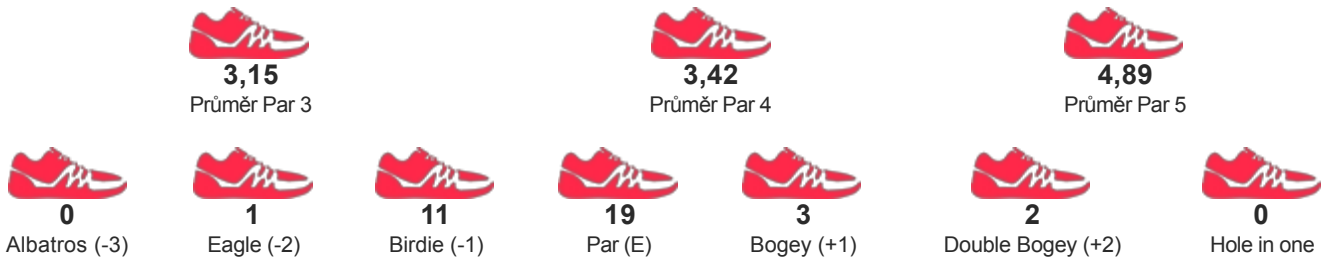 3,15 3,42 4,89
Průměr Par 3 Průměr Par 4 Průměr Par 5
0 1 11 19 3 2 0
Albatros (-3) Eagle (-2) Birdie (-1) Par (E) Bogey (+1) Double Bogey (+2) Hole in one